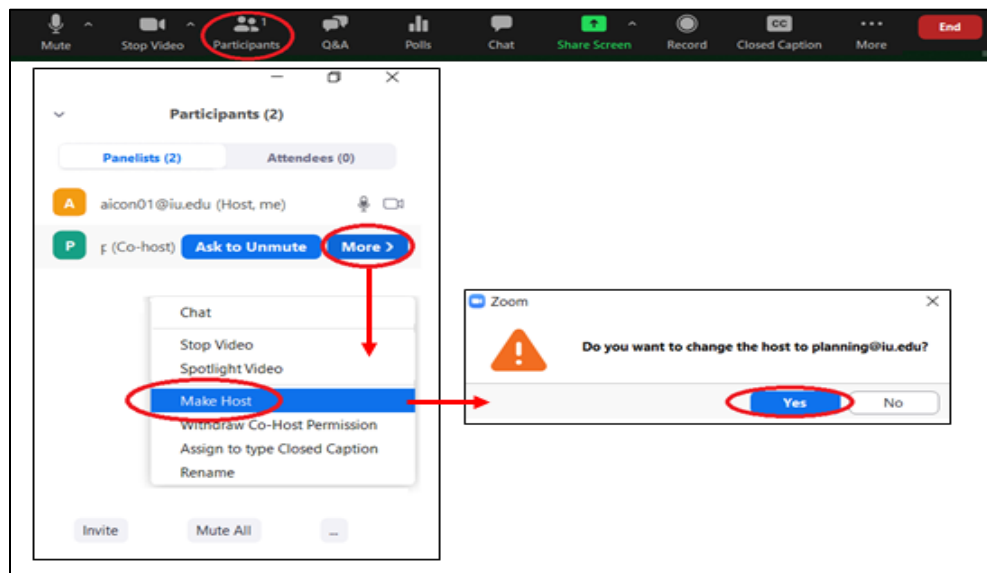 1
CC
Mute Stop Video Participants Q&A Polls Chat Share Screen Record Closed Caption More End
Participants (2)
Panelists (2) Attendees (0)
A aicon01@iu.edu (Host, me)
P (Co-host) Ask to Unmute More >
Chat
Stop Video
Spotlight Video
Make Host
Withdraw Co-Host Permission
Assign to type Closed Caption
Rename
Invite Mute All ...
Zoom
Do you want to change the host to planning@iu.edu?
Yes No